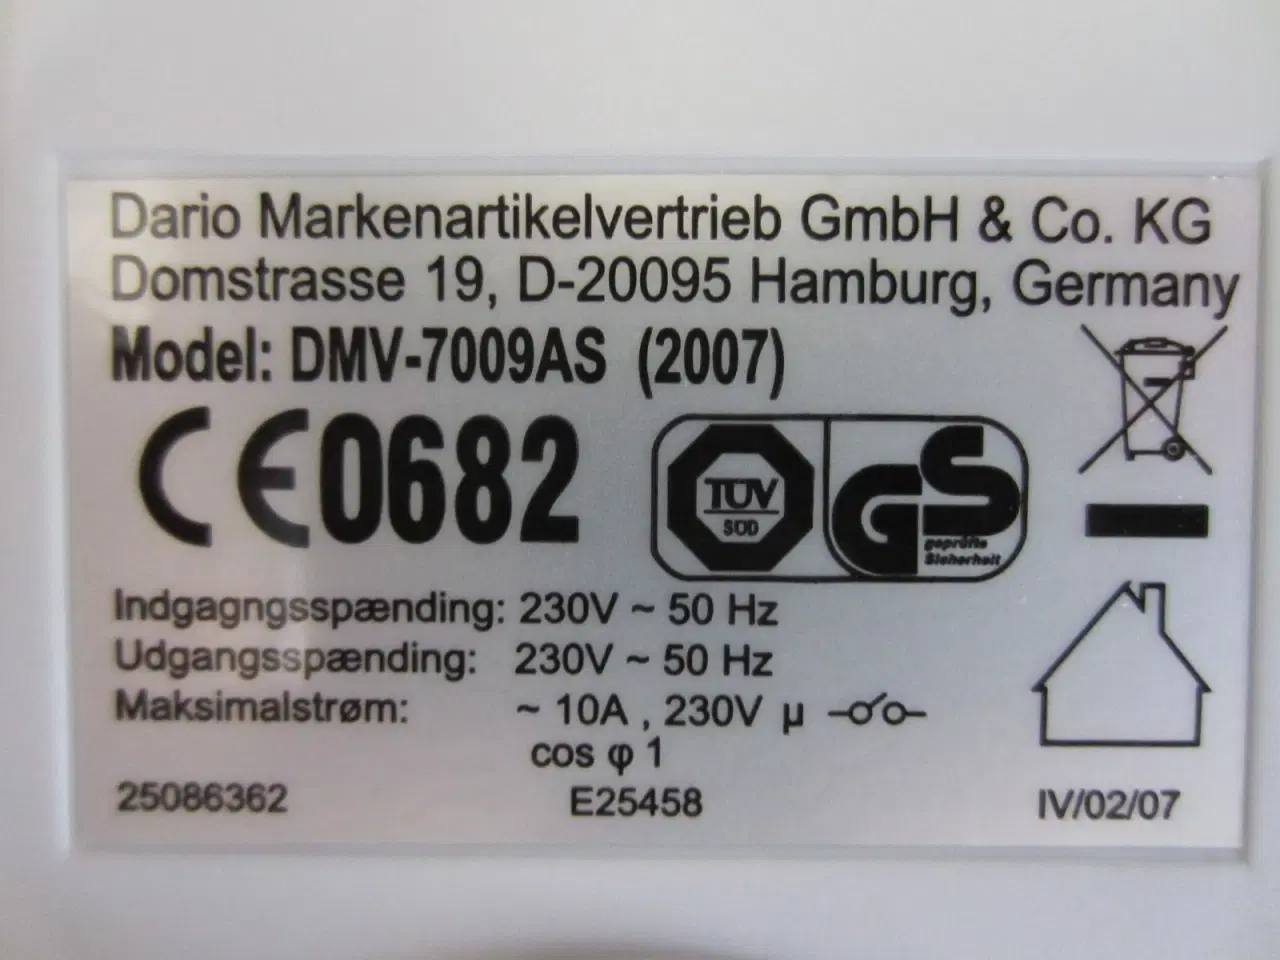 Dario Markenartikelvertrieb GmbH & Co. KG
Domstrasse 19, D-20095 Hamburg, Germany
Model: DMV-7009AS (2007)
CE0682
TÜV
SÜD
GS
geprüfte
Sicherheit
Indgagngsspænding: 230V ~ 50 Hz
Udgangsspænding: 230V ~ 50 Hz
Maksimalstrøm: ~ 10A , 230V µ
cos φ 1
25086362 E25458 IV/02/07